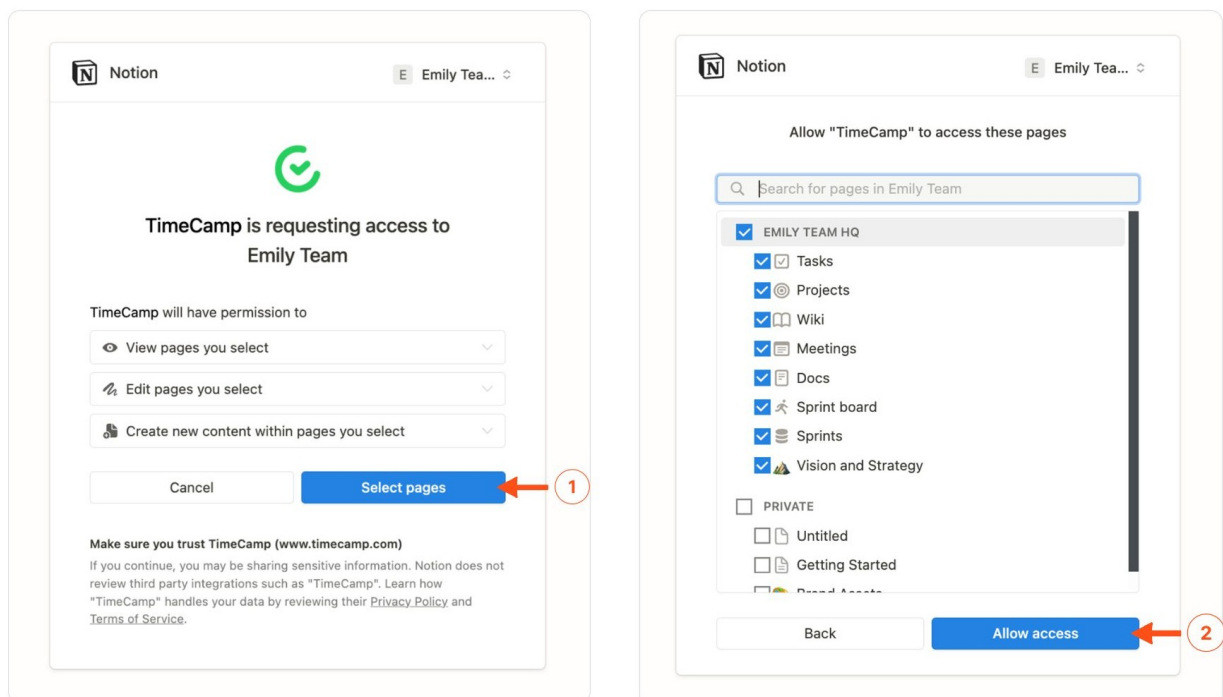 Notion
E Emily Tea...
TimeCamp is requesting access to
Emily Team
TimeCamp will have permission to
View pages you select
Edit pages you select
Create new content within pages you select
Cancel
Select pages
1
Make sure you trust TimeCamp (www.timecamp.com)
If you continue, you may be sharing sensitive information. Notion does not
review third party integrations such as "TimeCamp". Learn how
"TimeCamp" handles your data by reviewing their Privacy Policy and
Terms of Service.
Notion
E Emily Tea...
Allow "TimeCamp" to access these pages
Search for pages in Emily Team
EMILY TEAM HQ
Tasks
Projects
Wiki
Meetings
Docs
Sprint board
Sprints
Vision and Strategy
PRIVATE
Untitled
Getting Started
Brand Assets
Back
Allow access
2